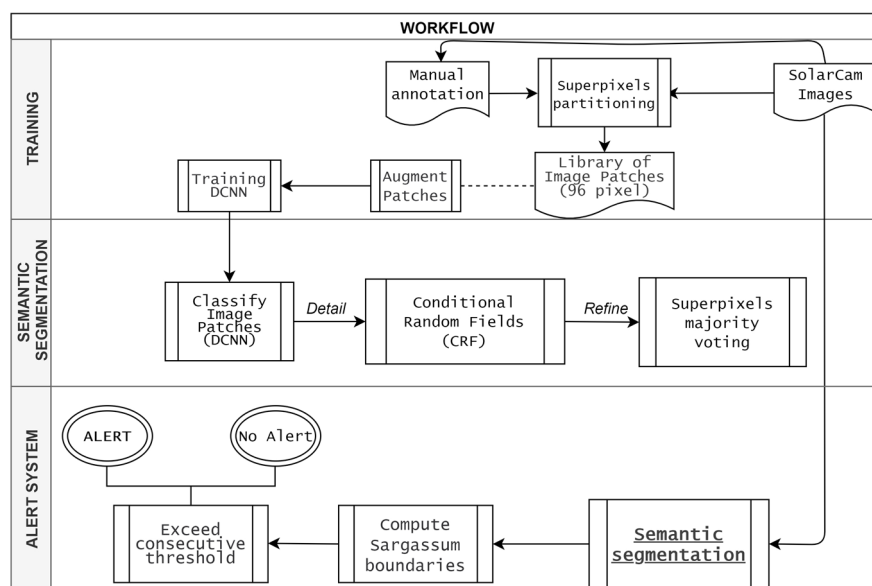 WORKFLOW
TRAINING
Manual
annotation
Superpixels
partitioning
SolarCam
Images
Training
DCNN
Augment
Patches
Library of
Image Patches
(96 pixel)
SEMANTIC
SEGMENTATION
Classify
Image
Patches
(DCNN)
Detail
Conditional
Random Fields
(CRF)
Refine
Superpixels
majority
voting
ALERT SYSTEM
ALERT
No Alert
Exceed
consecutive
threshold
Compute
Sargassum
boundaries
Semantic
segmentation